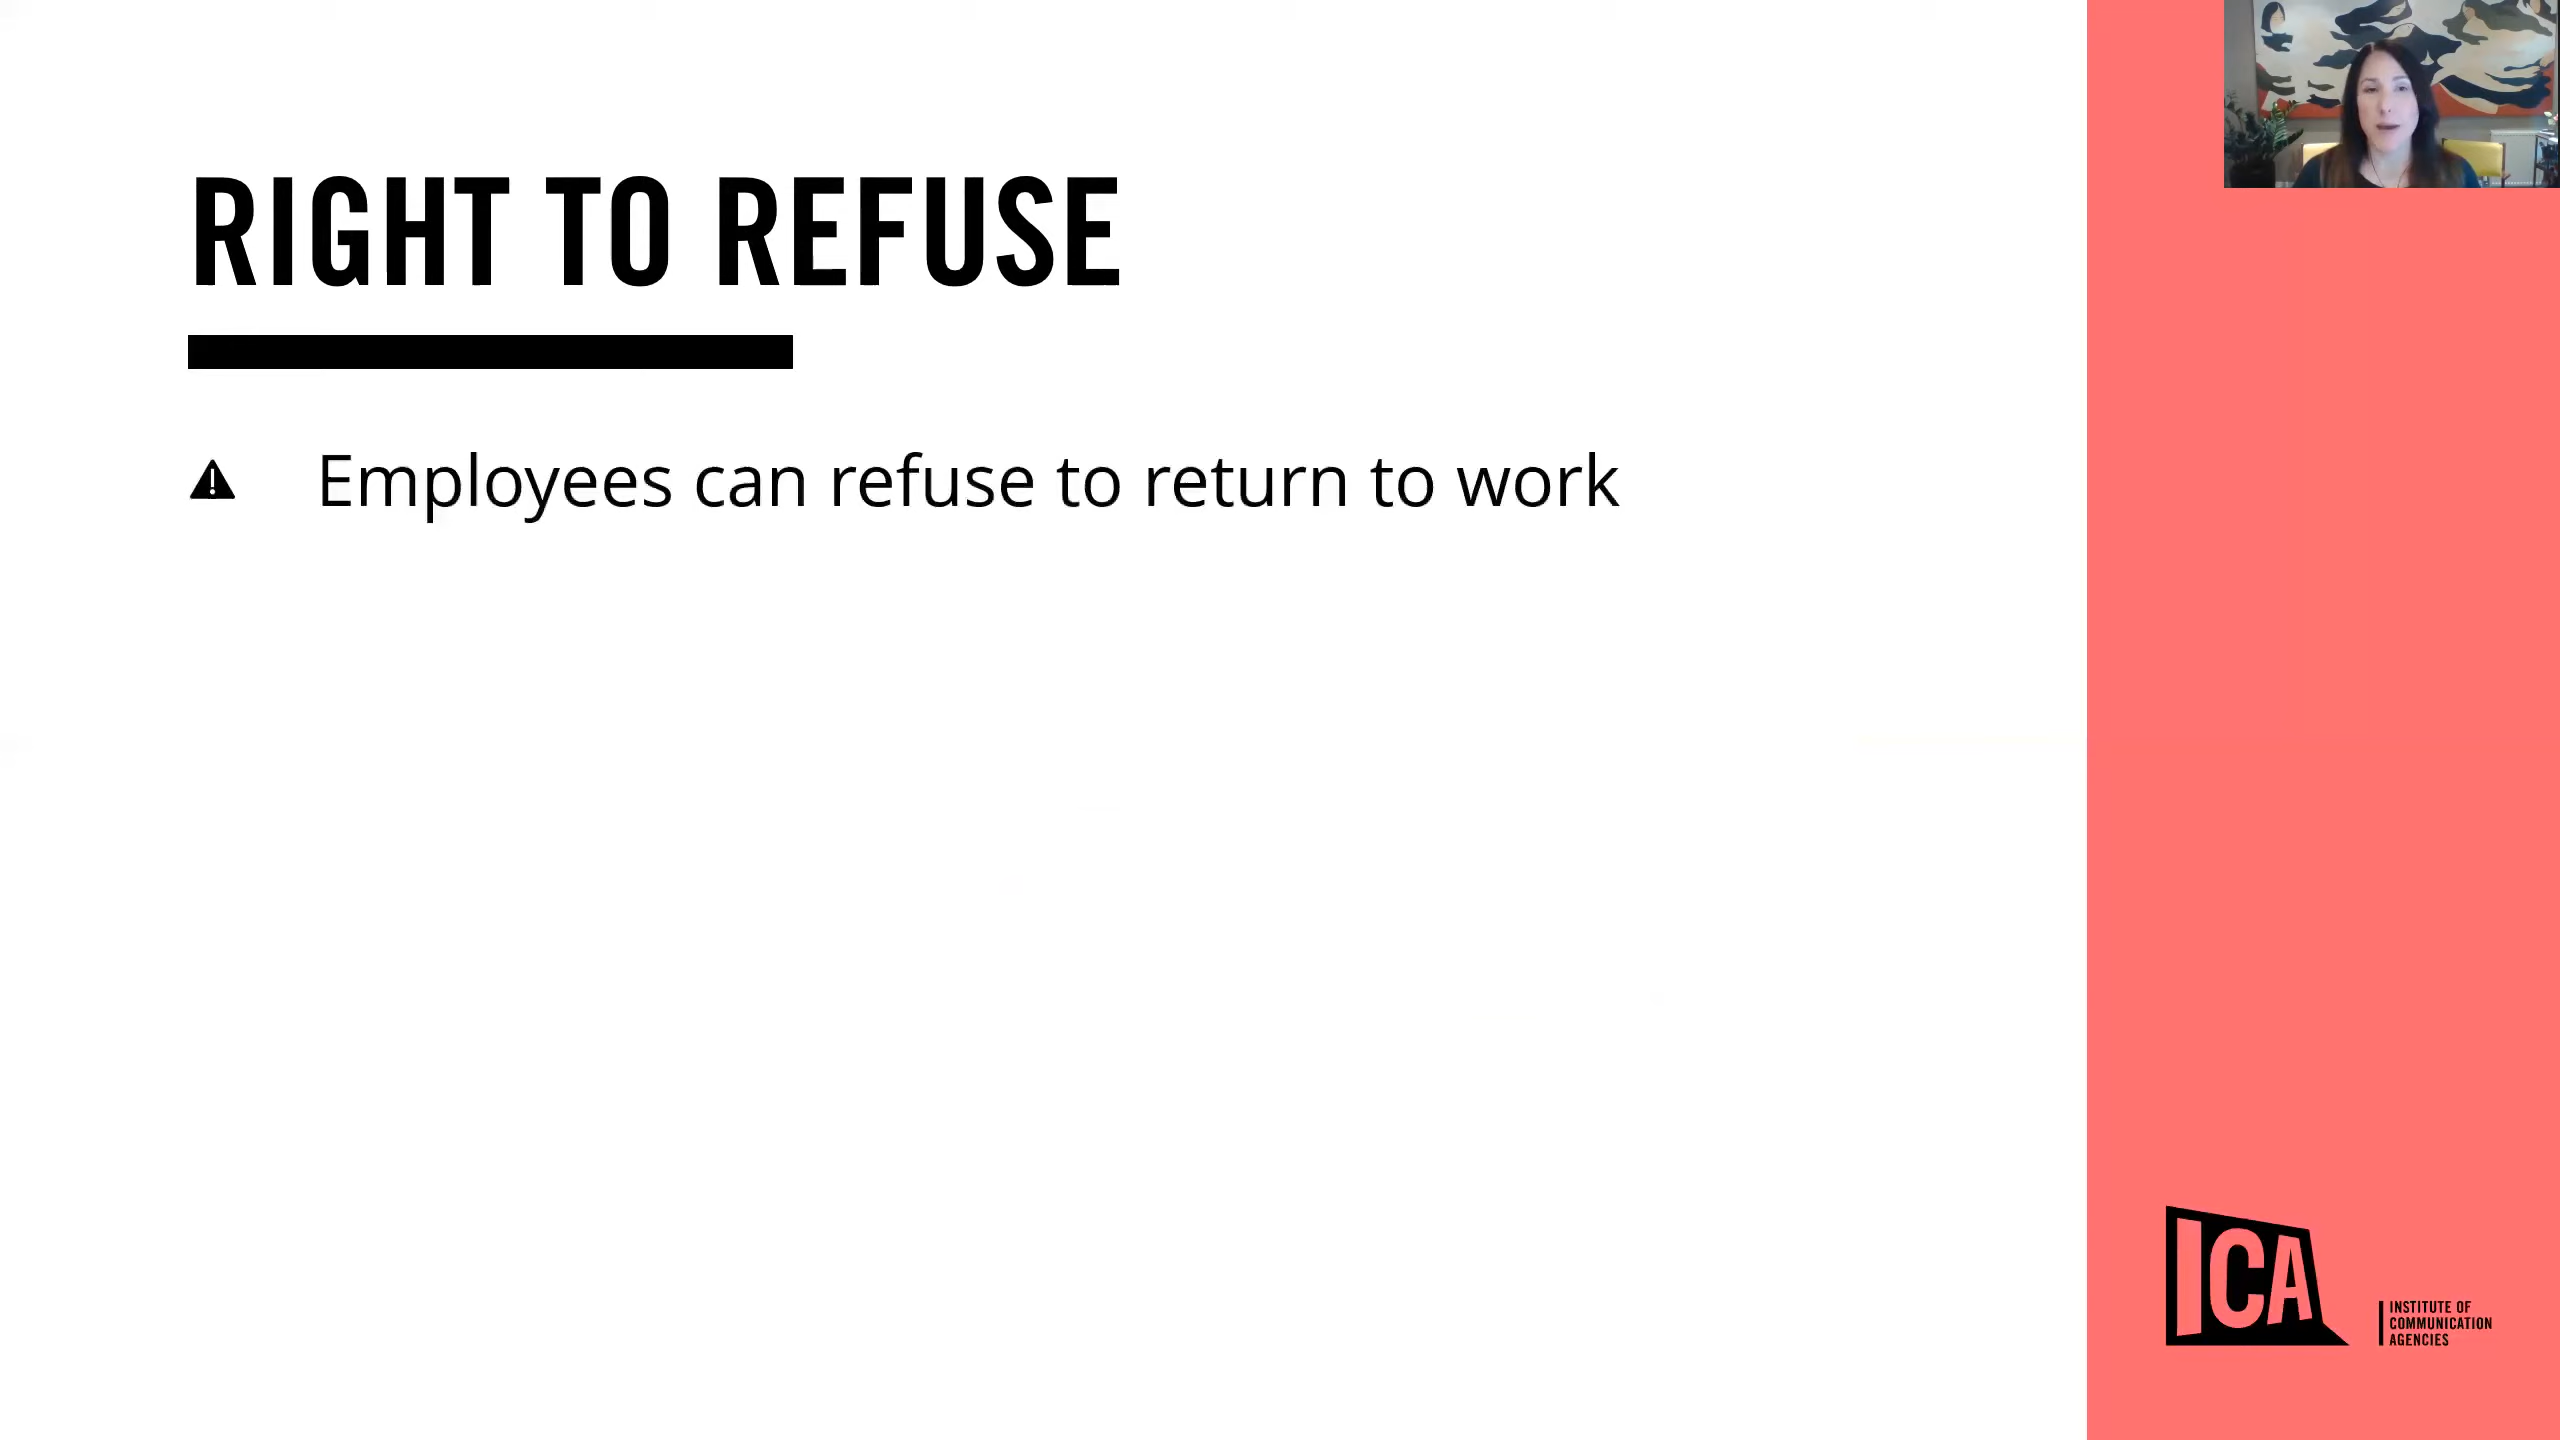 RIGHT TO REFUSE
Employees can refuse to return to work
ICA
INSTITUTE OF
COMMUNICATION
AGENCIES